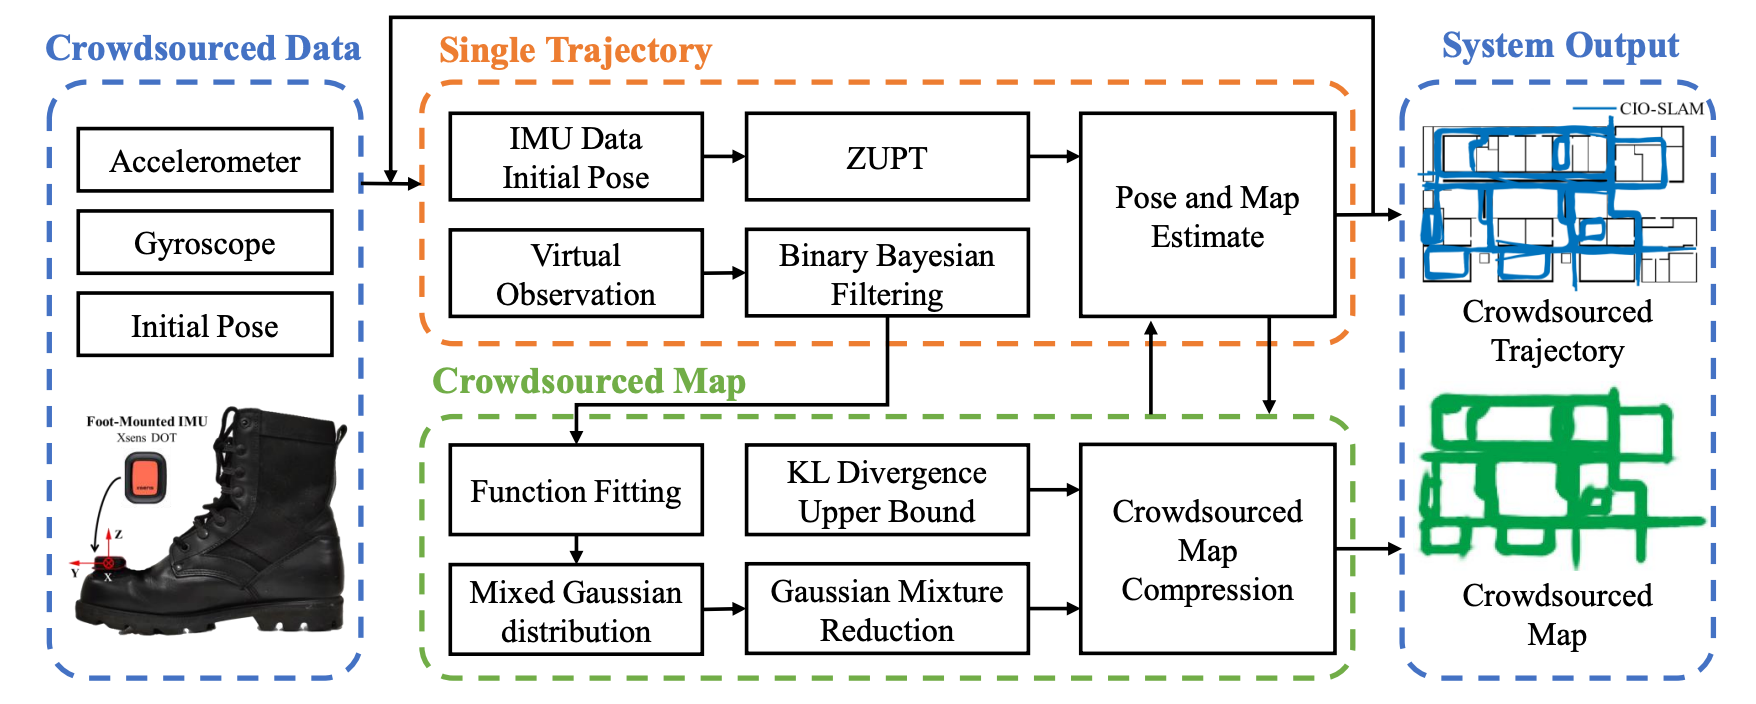 Crowdsourced Data
Accelerometer
Gyroscope
Initial Pose
Foot-Mounted IMU
Xsens DOT
xsens
Z
Y
X
Single Trajectory
IMU Data
Initial Pose
ZUPT
Virtual
Observation
Binary Bayesian
Filtering
Pose and Map
Estimate
Crowdsourced Map
Function Fitting
Mixed Gaussian
distribution
KL Divergence
Upper Bound
Gaussian Mixture
Reduction
Crowdsourced
Map
Compression
System Output
CIO-SLAM
Crowdsourced
Trajectory
Crowdsourced
Map